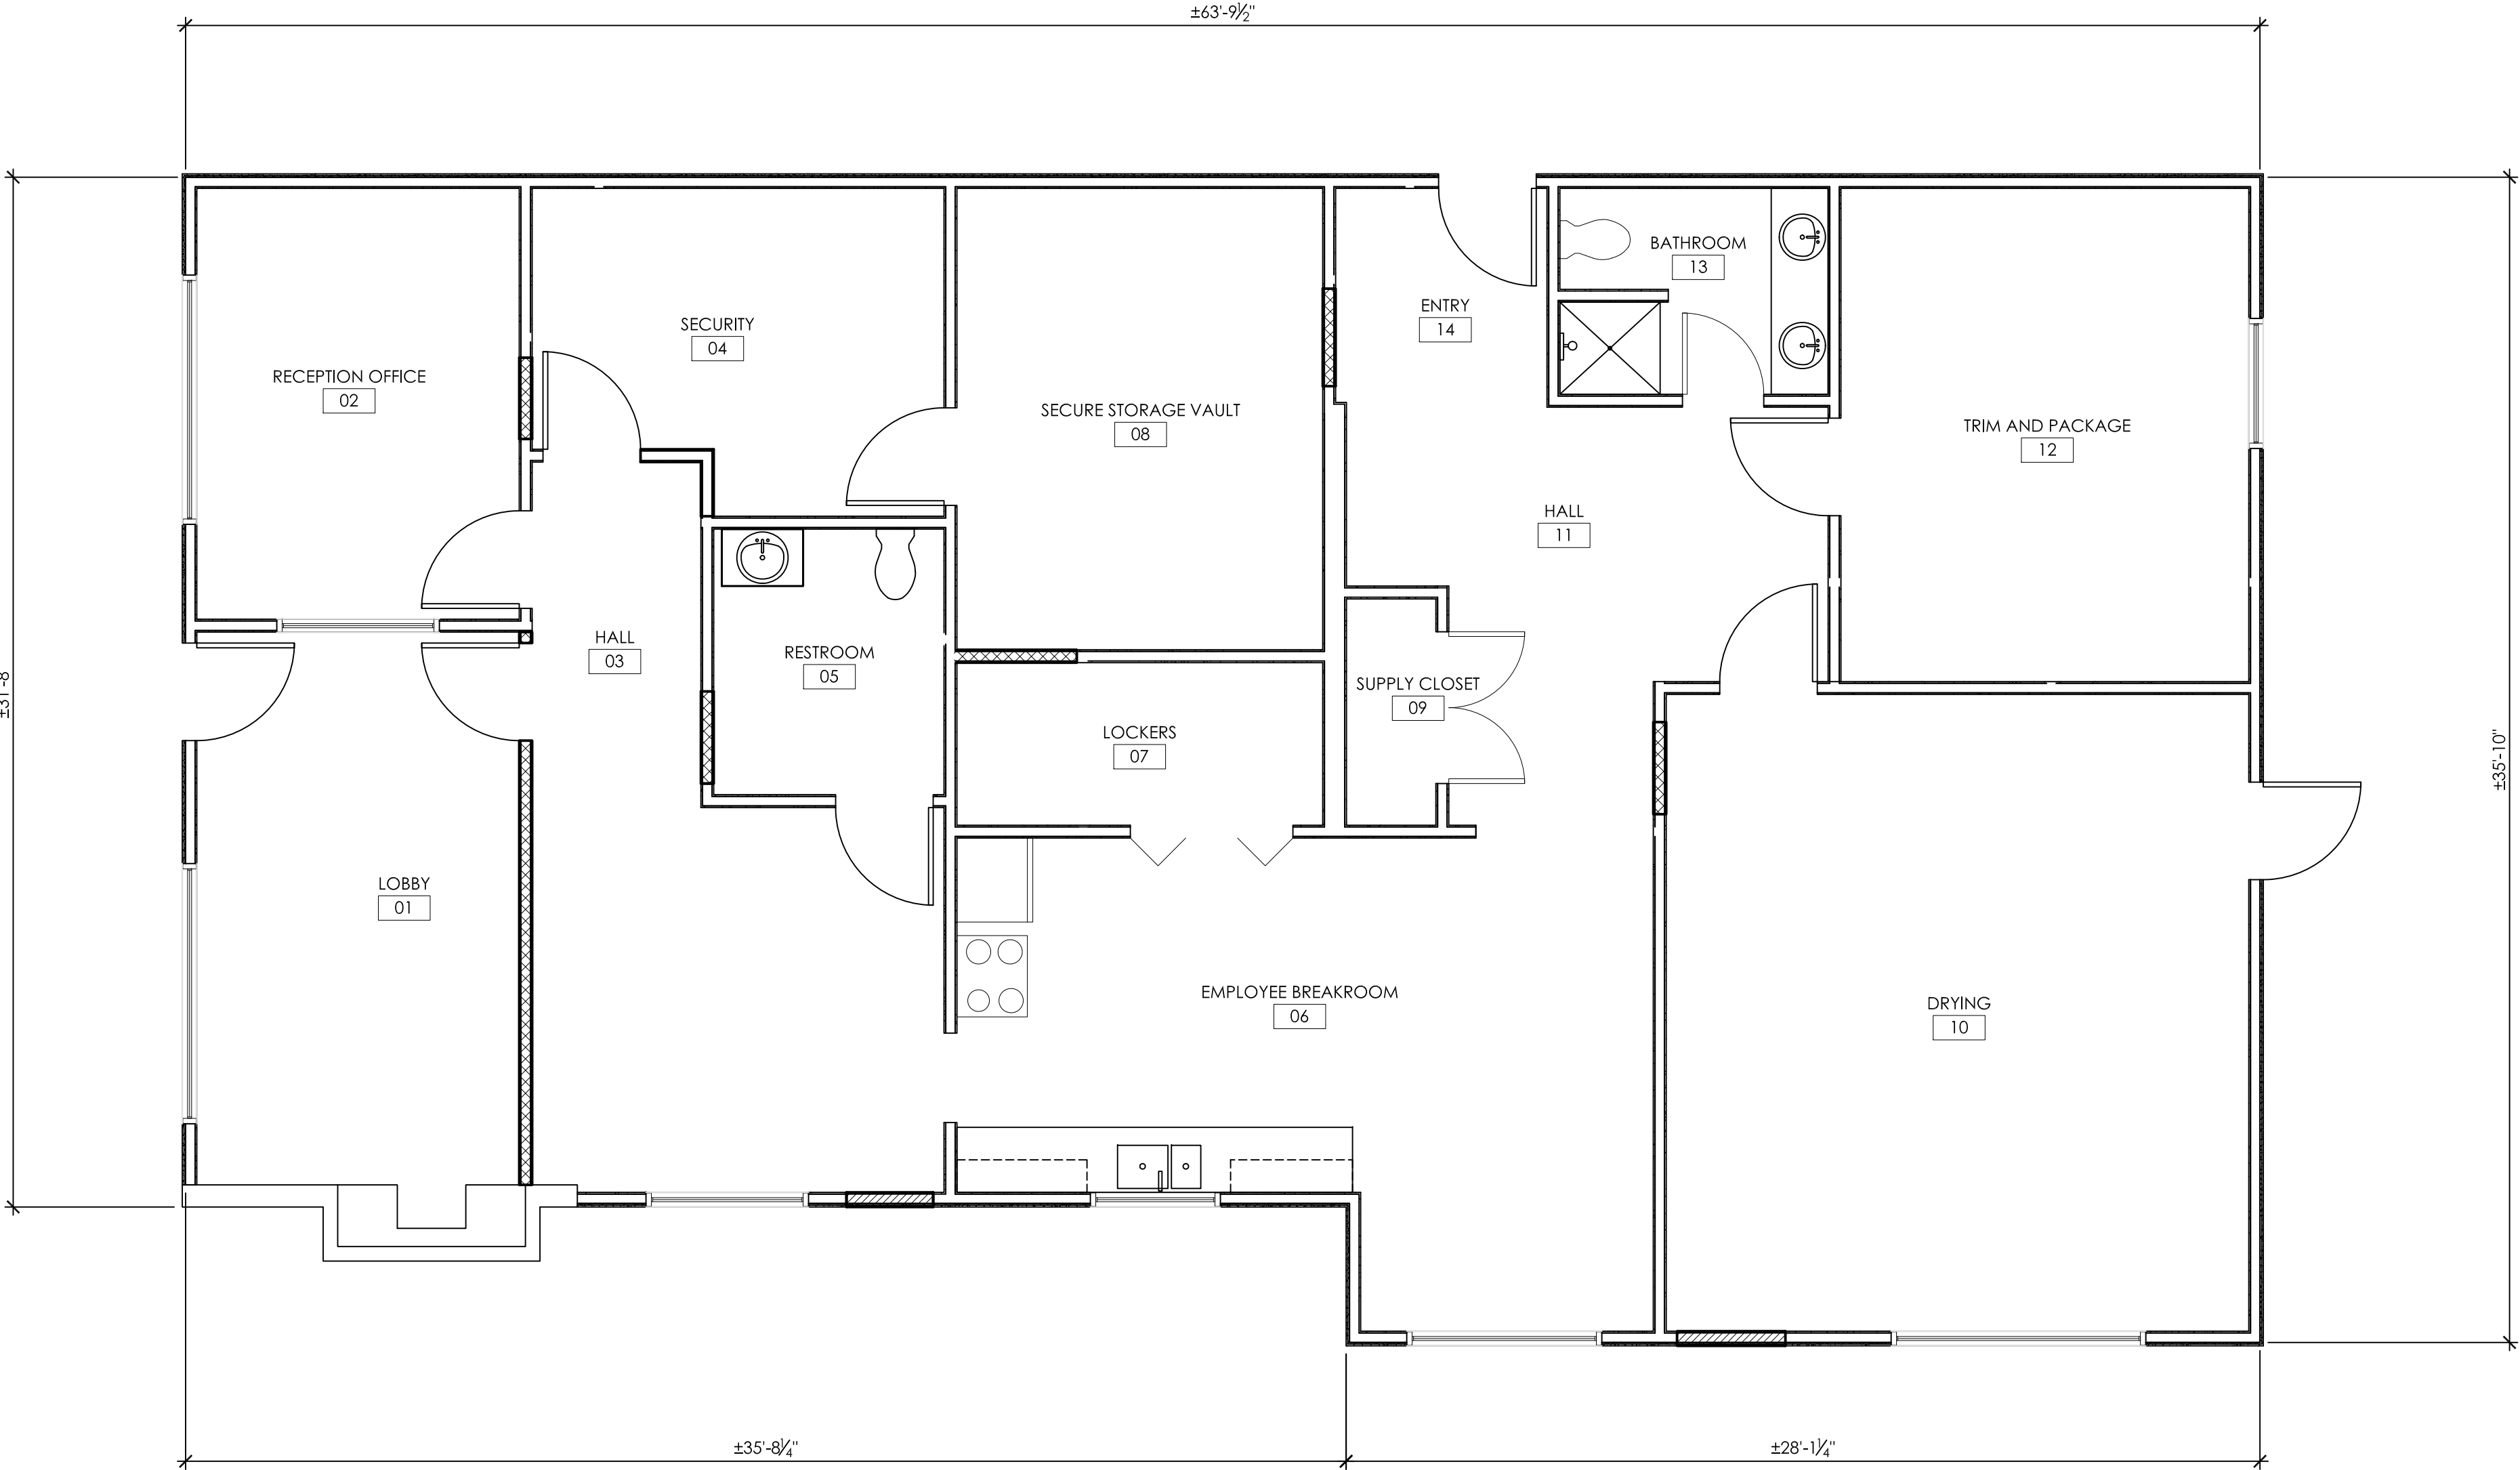 ±63'-9½"
BATHROOM
13
ENTRY
14
SECURITY
04
RECEPTION OFFICE
02
SECURE STORAGE VAULT
08
TRIM AND PACKAGE
12
HALL
11
HALL
03
RESTROOM
05
SUPPLY CLOSET
09
LOCKERS
07
±31'-8
±35'-10"
LOBBY
01
EMPLOYEE BREAKROOM
06
DRYING
10
±35'-8¼"
±28'-1¼"